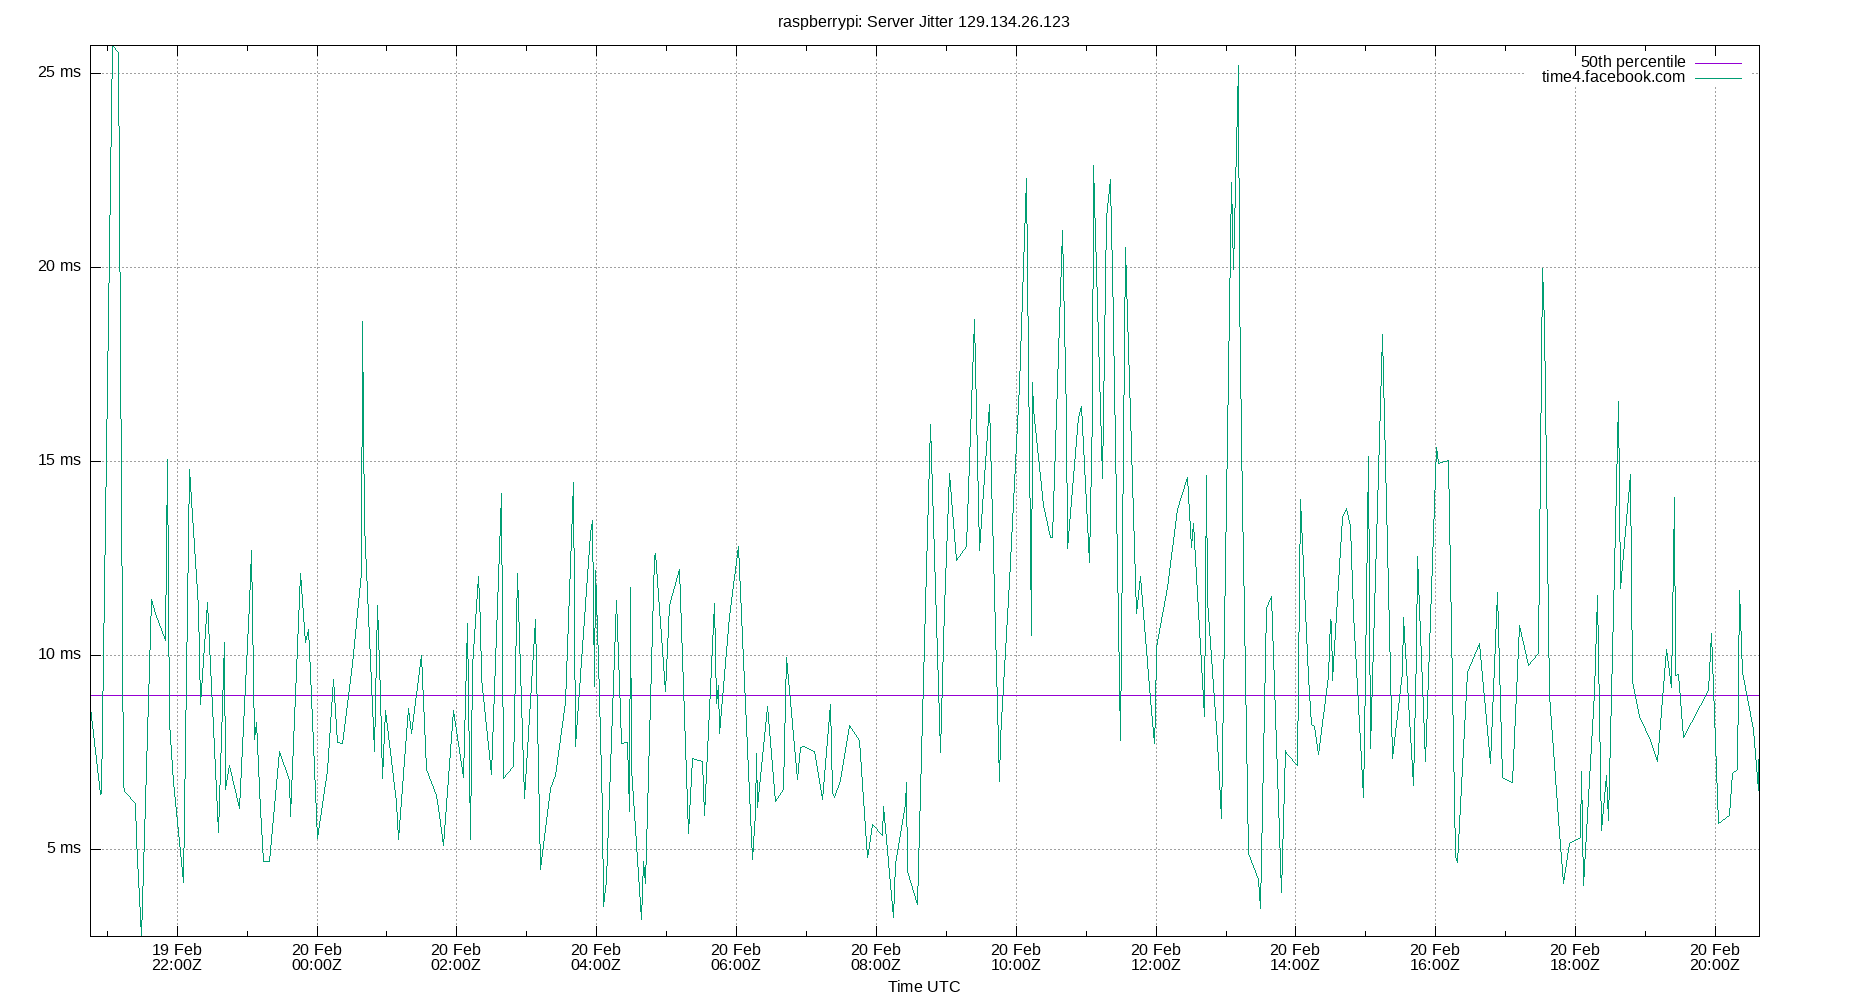 raspberrypi: Server Jitter 129.134.26.123
50th percentile
time4.facebook.com
25 ms
20 ms
15 ms
10 ms
5 ms
19 Feb 20 Feb 20 Feb 20 Feb 20 Feb 20 Feb 20 Feb 20 Feb 20 Feb 20 Feb 20 Feb 20 Feb
22:00Z 00:00Z 02:00Z 04:00Z 06:00Z 08:00Z 10:00Z 12:00Z 14:00Z 16:00Z 18:00Z 20:00Z
Time UTC